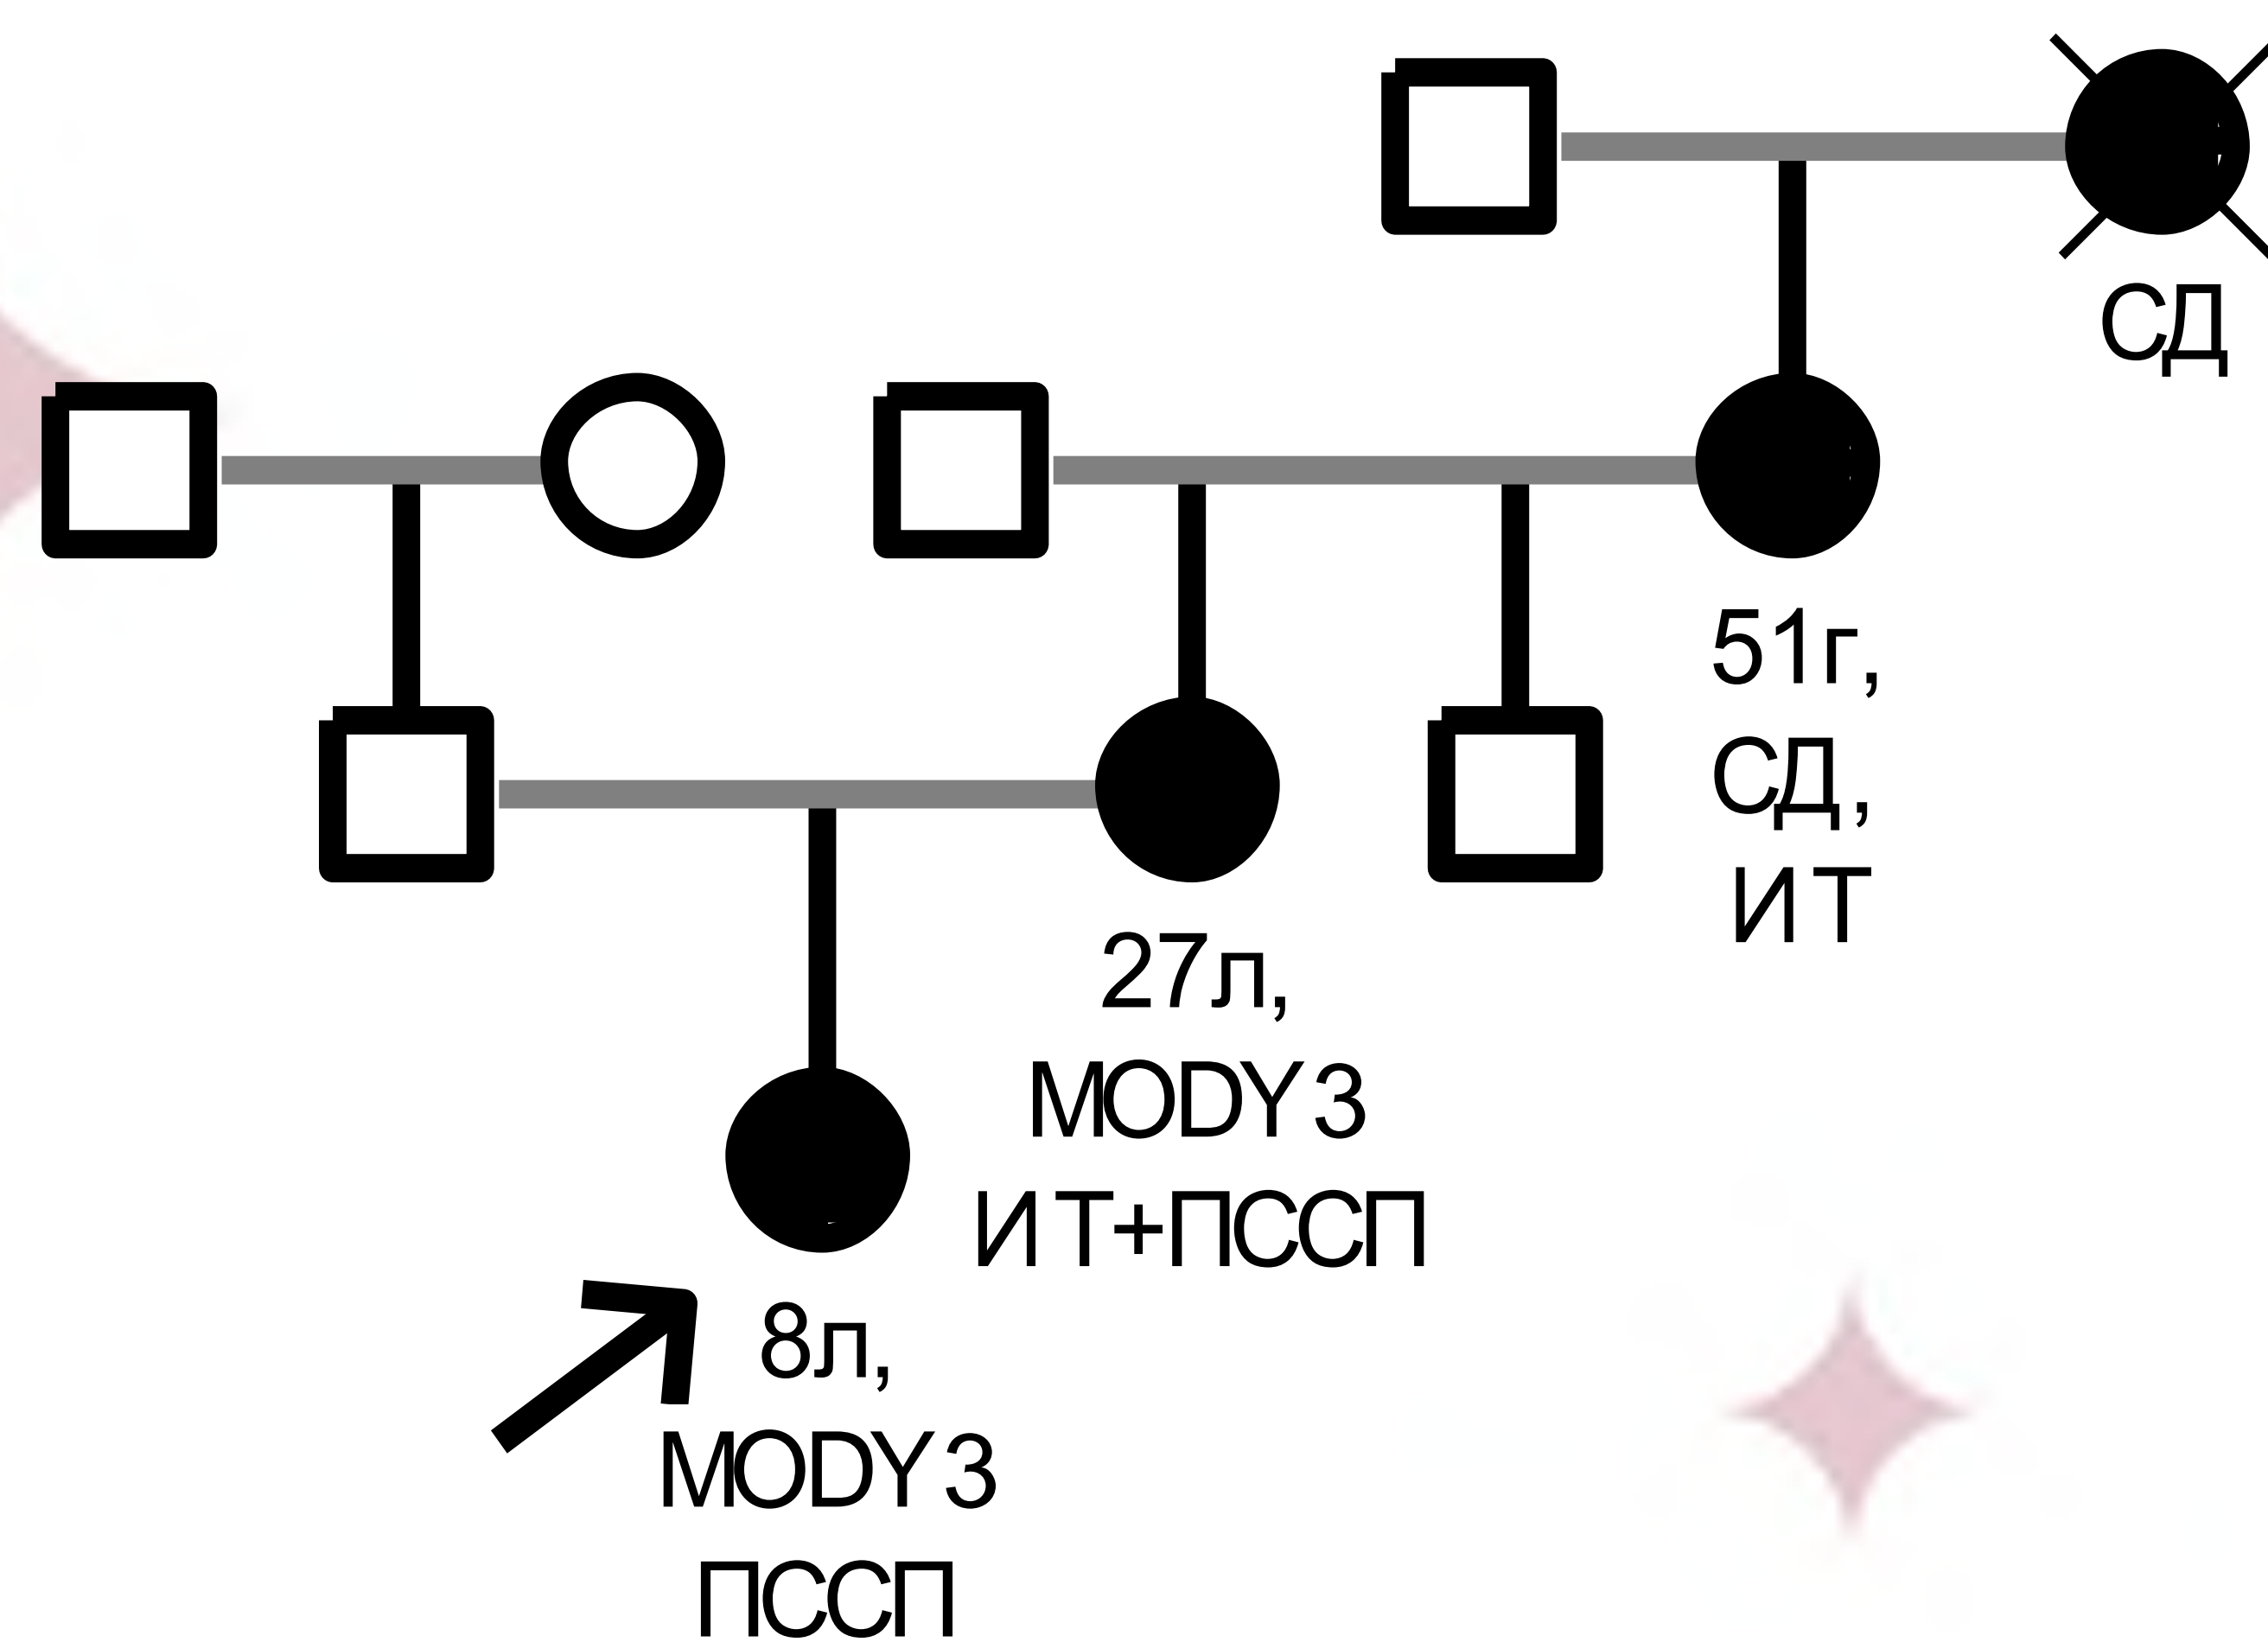 СД
51г,
СД,
ИТ
27л,
MODY3
ИТ+ПССП
8л,
MODY3
ПССП